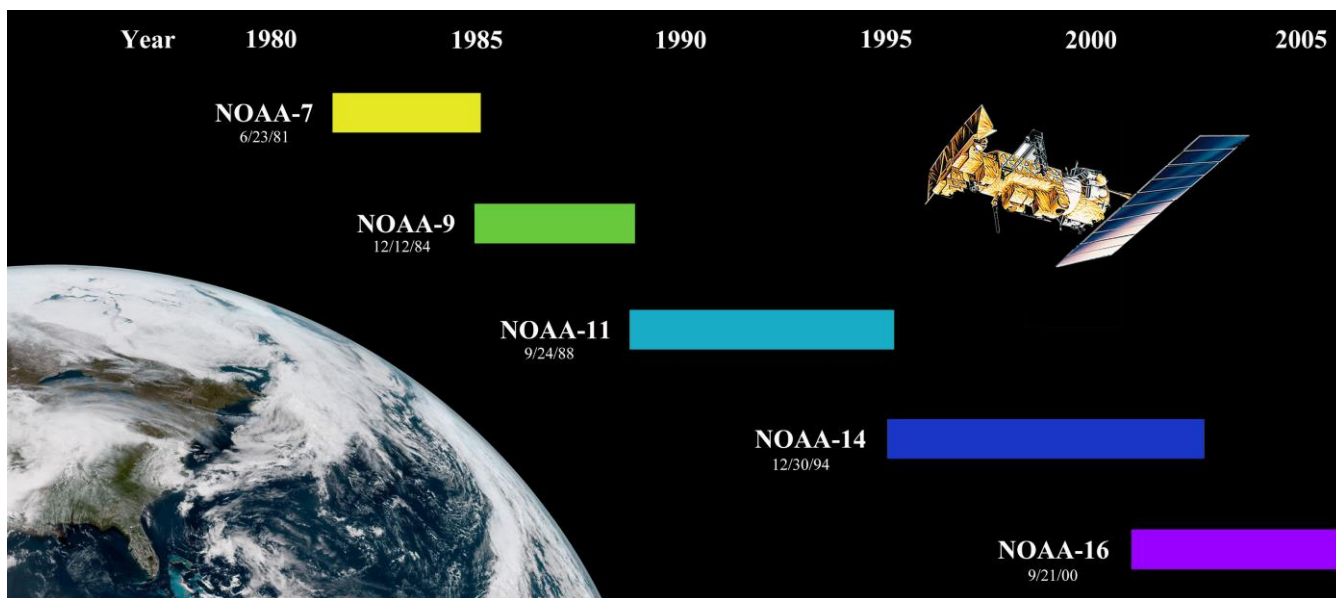 Year 1980 1985 1990 1995 2000 2005
NOAA-7
6/23/81
NOAA-9
12/12/84
NOAA-11
9/24/88
NOAA-14
12/30/94
NOAA-16
9/21/00